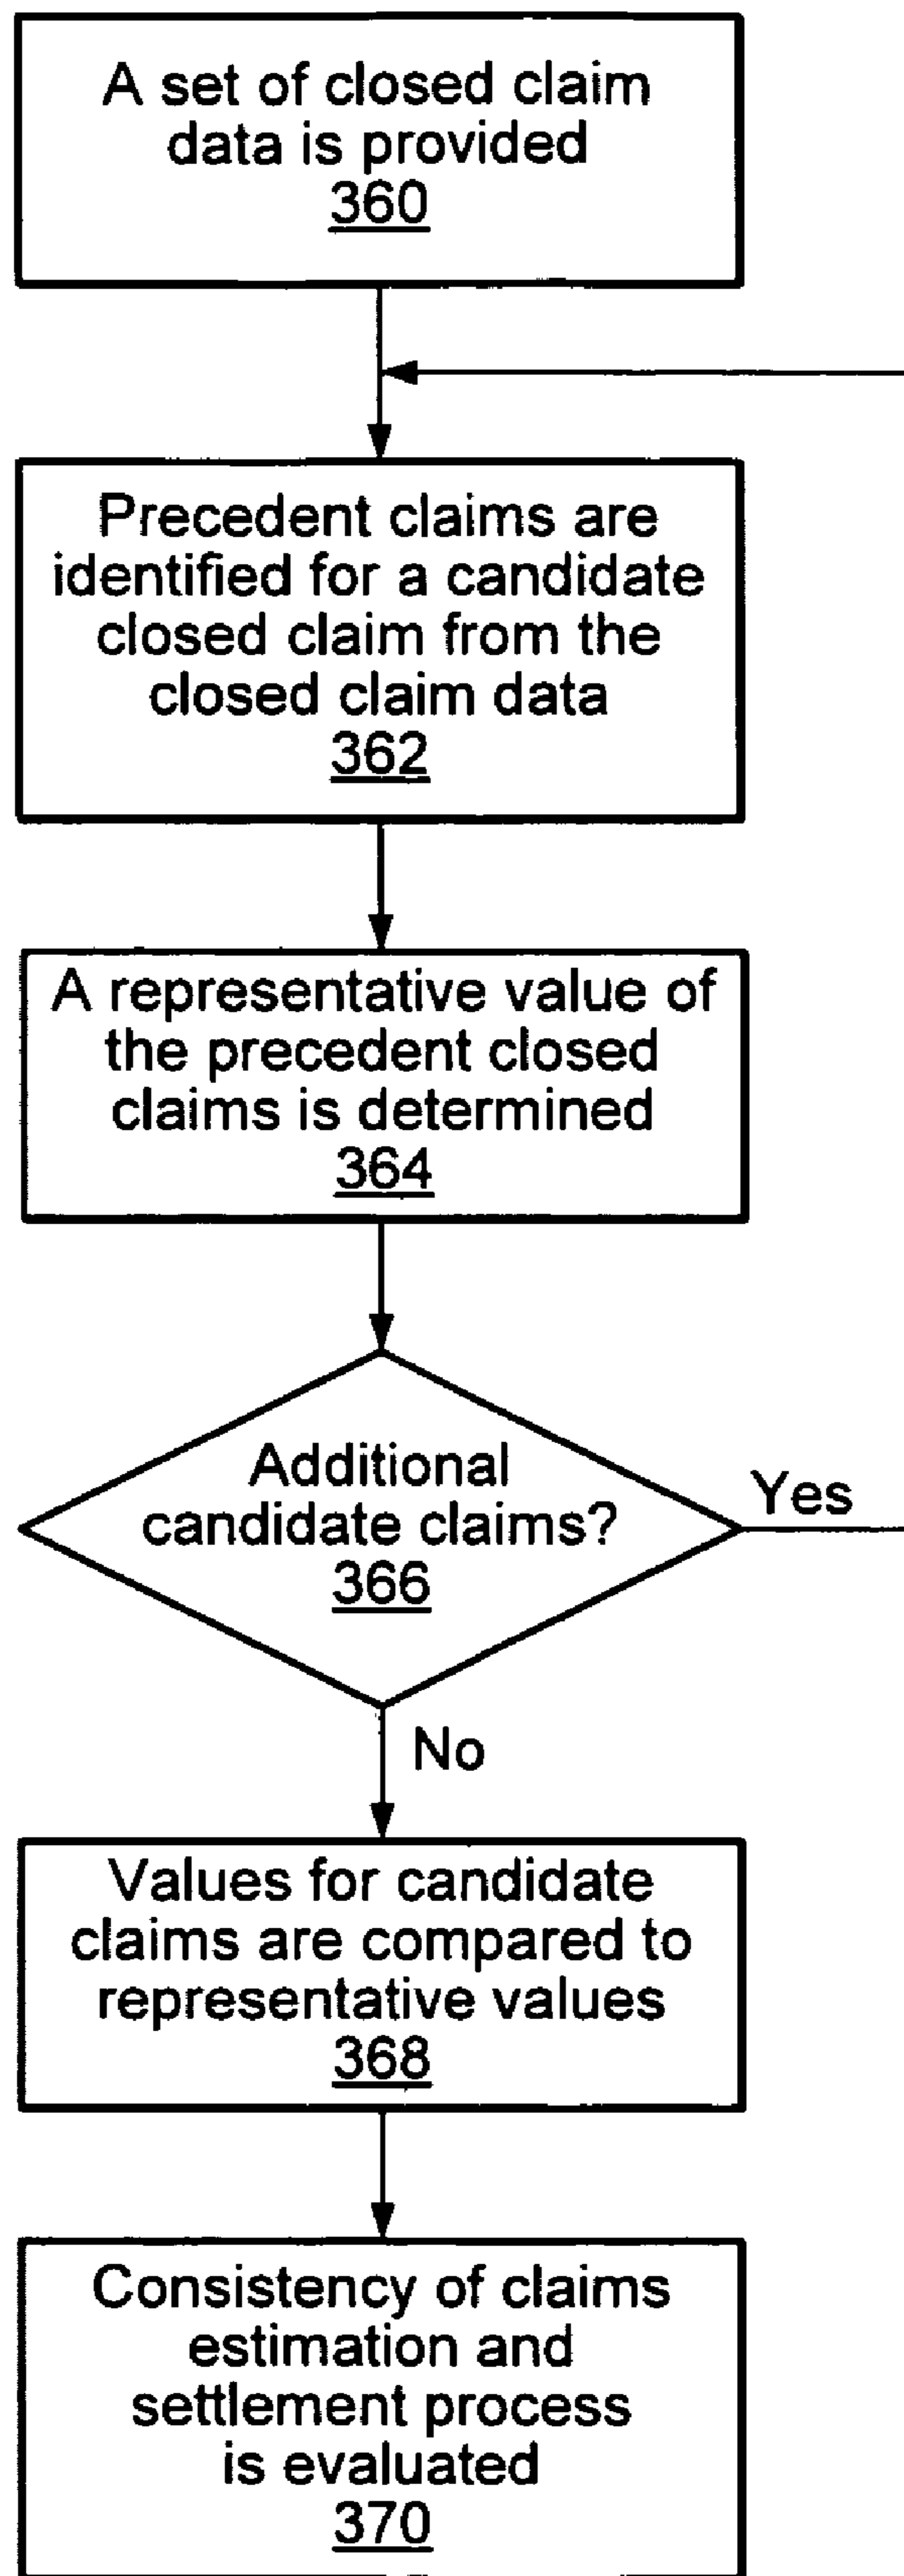 A set of closed claim
data is provided
360
Precedent claims are
identified for a candidate
closed claim from the
closed claim data
362
A representative value of
the precedent closed
claims is determined
364
Additional
candidate claims?
366
Yes
No
Values for candidate
claims are compared to
representative values
368
Consistency of claims
estimation and
settlement process
is evaluated
370